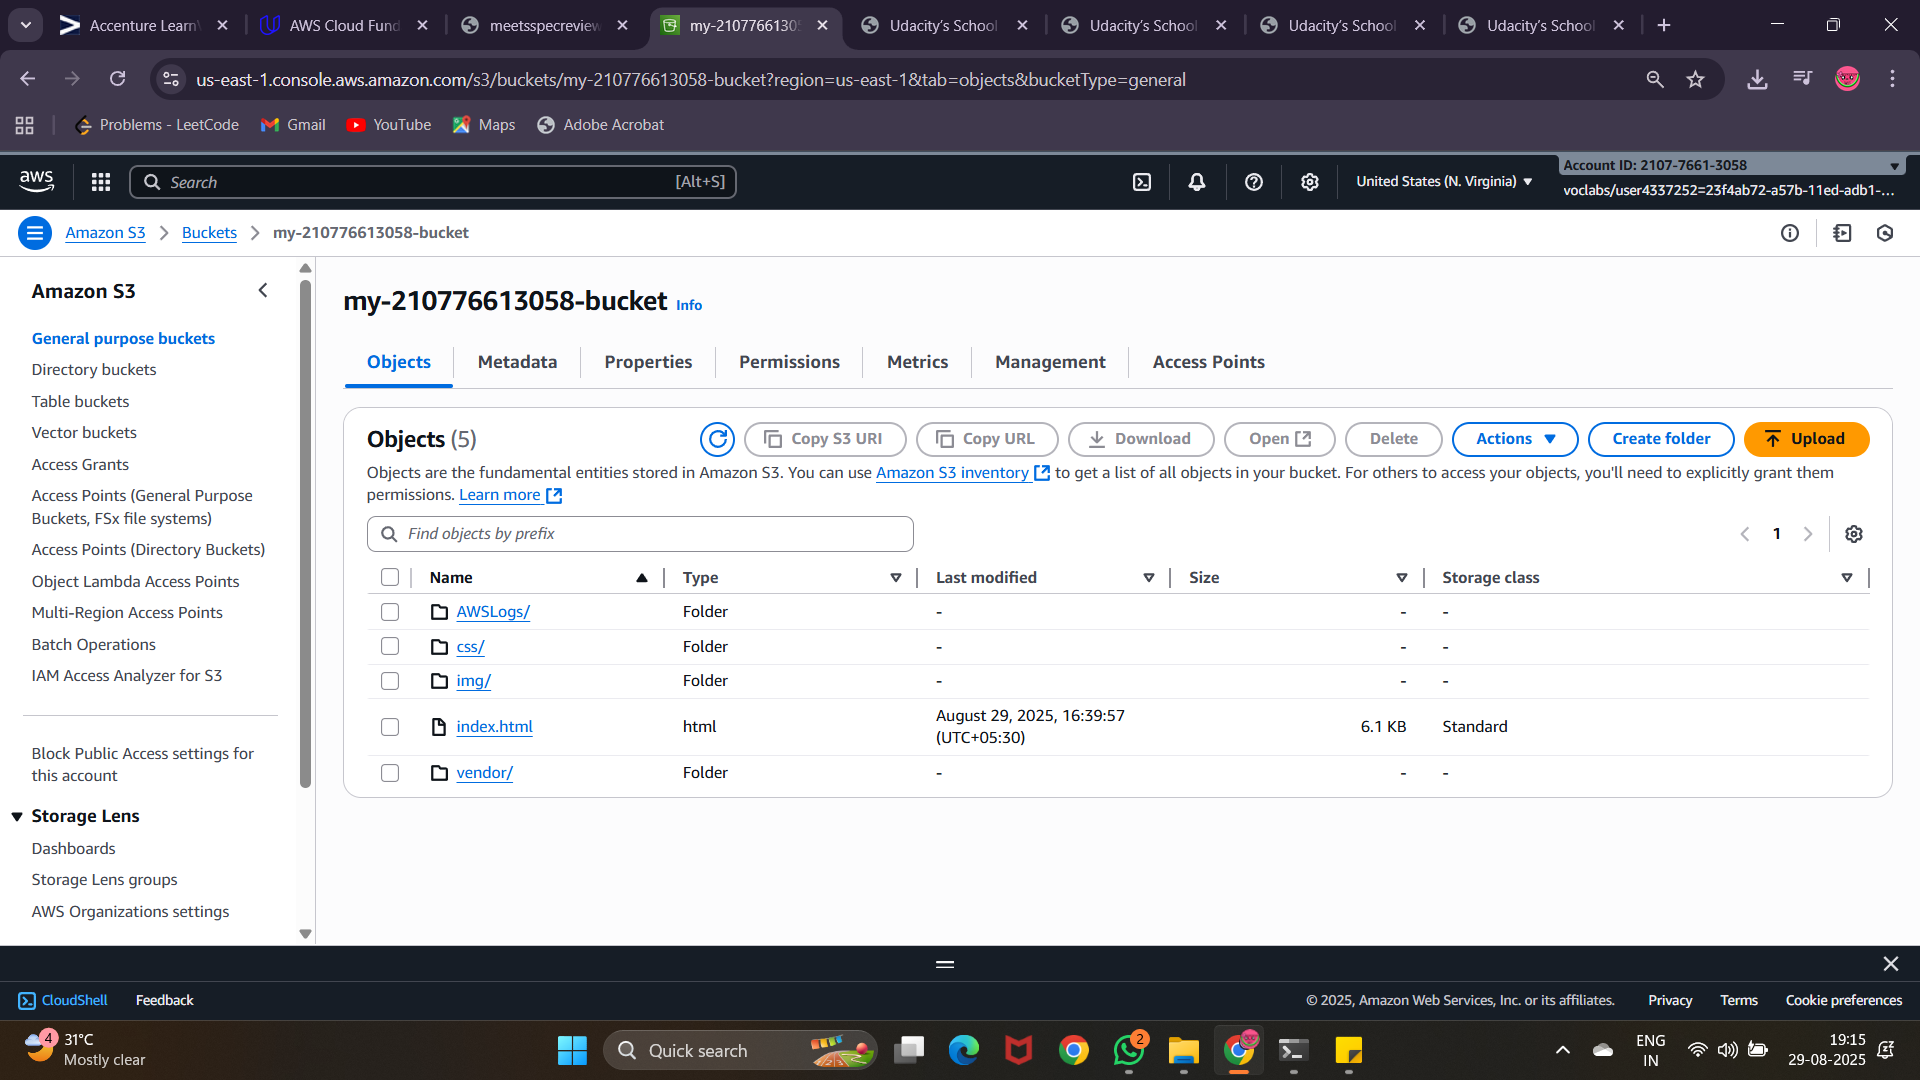 Accenture Learn
AWS Cloud Fund
meetsspecreview
my-2107766130
Udacity's School
Udacity's School
Udacity's School
Udacity's School
us-east-1.console.aws.amazon.com/s3/buckets/my-210776613058-bucket?region=us-east-1&tab=objects&bucketType=general
Problems - LeetCode
Gmail
YouTube
Maps
Adobe Acrobat
aws
Search
[Alt+S]
United States (N. Virginia)
Account ID: 2107-7661-3058
voclabs/user4337252=23f4ab72-a57b-11ed-adb1-...
Amazon S3
Buckets
my-210776613058-bucket
Amazon S3
General purpose buckets
Directory buckets
Table buckets
Vector buckets
Access Grants
Access Points (General Purpose
Buckets, FSx file systems)
Access Points (Directory Buckets)
Object Lambda Access Points
Multi-Region Access Points
Batch Operations
IAM Access Analyzer for S3
Block Public Access settings for
this account
Storage Lens
Dashboards
Storage Lens groups
AWS Organizations settings
my-210776613058-bucket Info
Objects
Metadata
Properties
Permissions
Metrics
Management
Access Points
Objects (5)
Copy S3 URI
Copy URL
Download
Open
Delete
Actions
Create folder
Upload
Objects are the fundamental entities stored in Amazon S3. You can use Amazon S3 inventory to get a list of all objects in your bucket. For others to access your objects, you'll need to explicitly grant them
permissions. Learn more
Find objects by prefix
1
Name Type Last modified Size Storage class
AWSLogs/ Folder - - -
css/ Folder - - -
img/ Folder - - -
index.html html August 29, 2025, 16:39:57
(UTC+05:30) 6.1 KB Standard
vendor/ Folder - - -
CloudShell
Feedback
© 2025, Amazon Web Services, Inc. or its affiliates.
Privacy
Terms
Cookie preferences
4
31°C
Mostly clear
Quick search
2
ENG
IN
19:15
29-08-2025